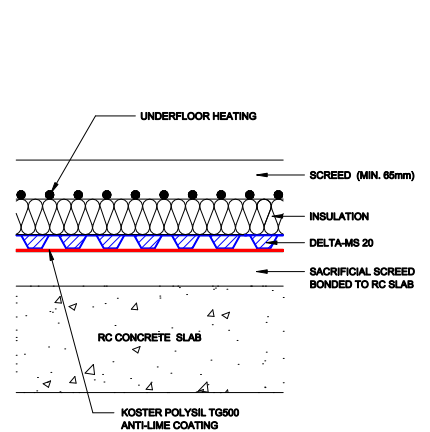 UNDERFLOOR HEATING
SCREED (MIN. 65mm)
INSULATION
DELTA-MS 20
SACRIFICIAL SCREED
BONDED TO RC SLAB
RC CONCRETE SLAB
KOSTER POLYSIL TG500
ANTI-LIME COATING